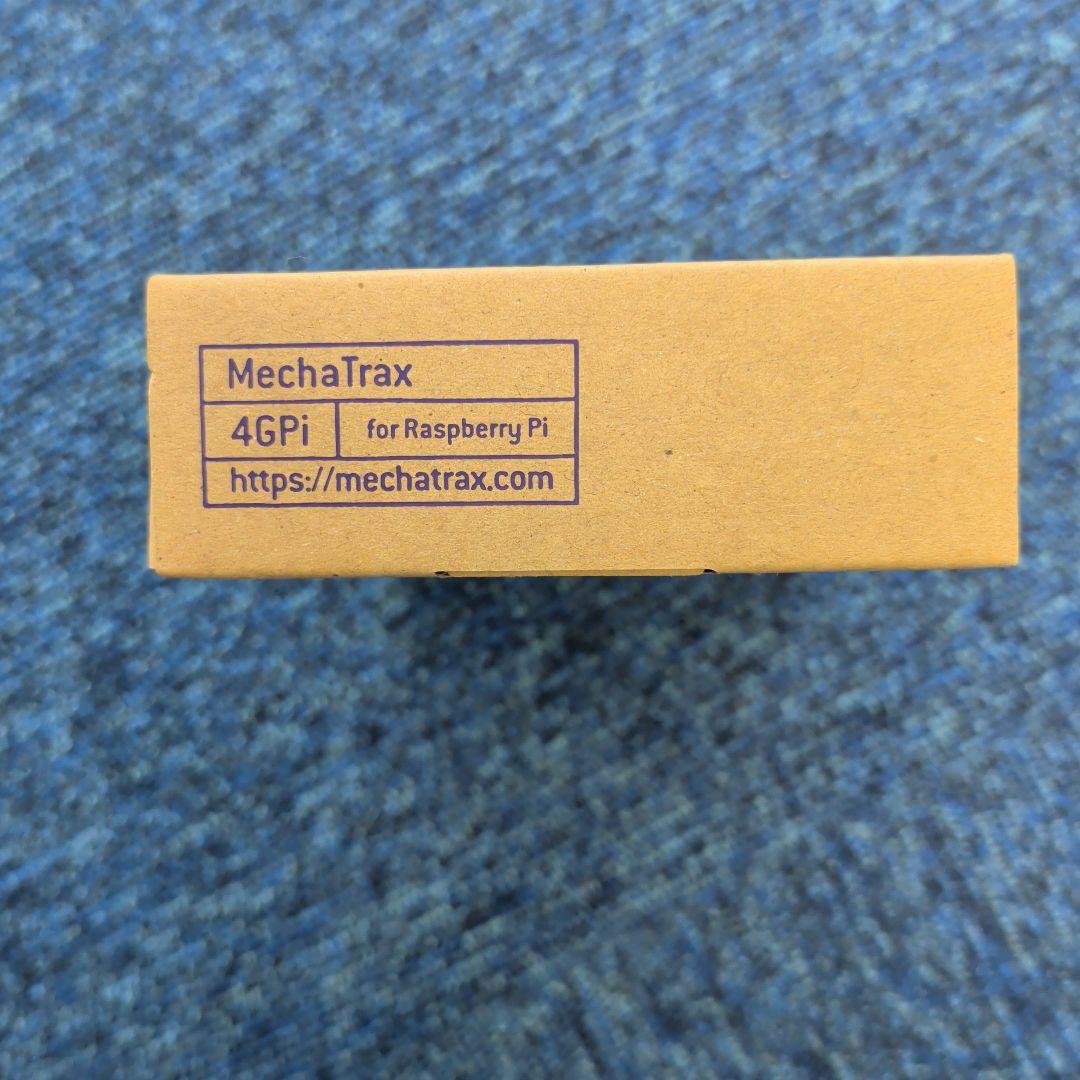 MechaTrax
4GPi for Raspberry Pi
https://mechatrax.com